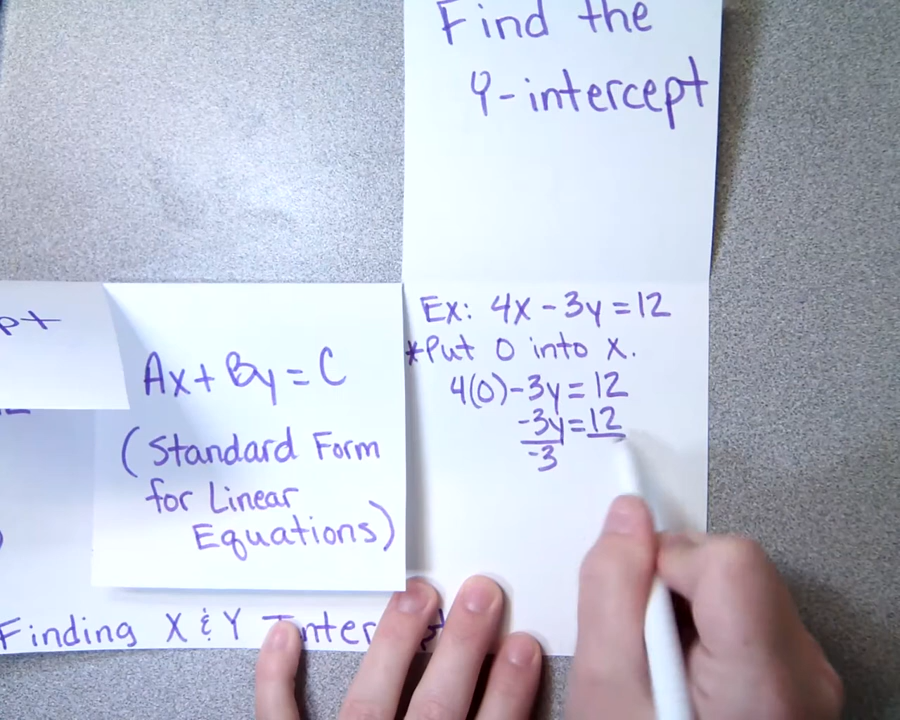 Find the
Y-intercept
pt
Ax + By = C
(Standard Form
for Linear
Equations)
Ex: 4x - 3y = 12
*Put 0 into x.
4(0) - 3y = 12
-3y = 12
-3
Finding X & Y